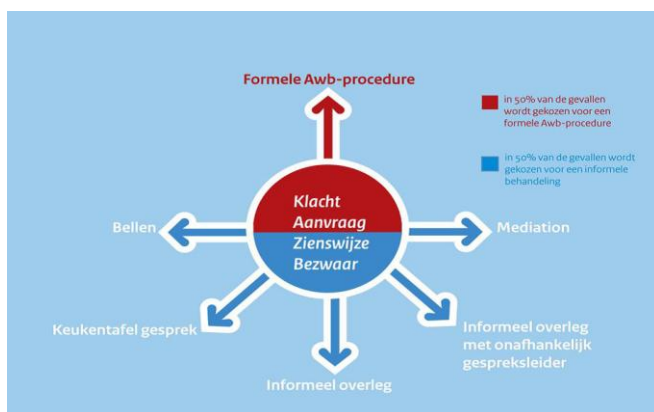 Formele Awb-procedure
in 50% van de gevallen
wordt gekozen voor een
formele Awb-procedure
in 50% van de gevallen wordt
gekozen voor een informele
behandeling
Klacht
Aanvraag
Zienswijze
Bezwaar
Bellen
Mediation
Keukentafel gesprek
Informeel overleg
met onafhankelijk
gespreksleider
Informeel overleg